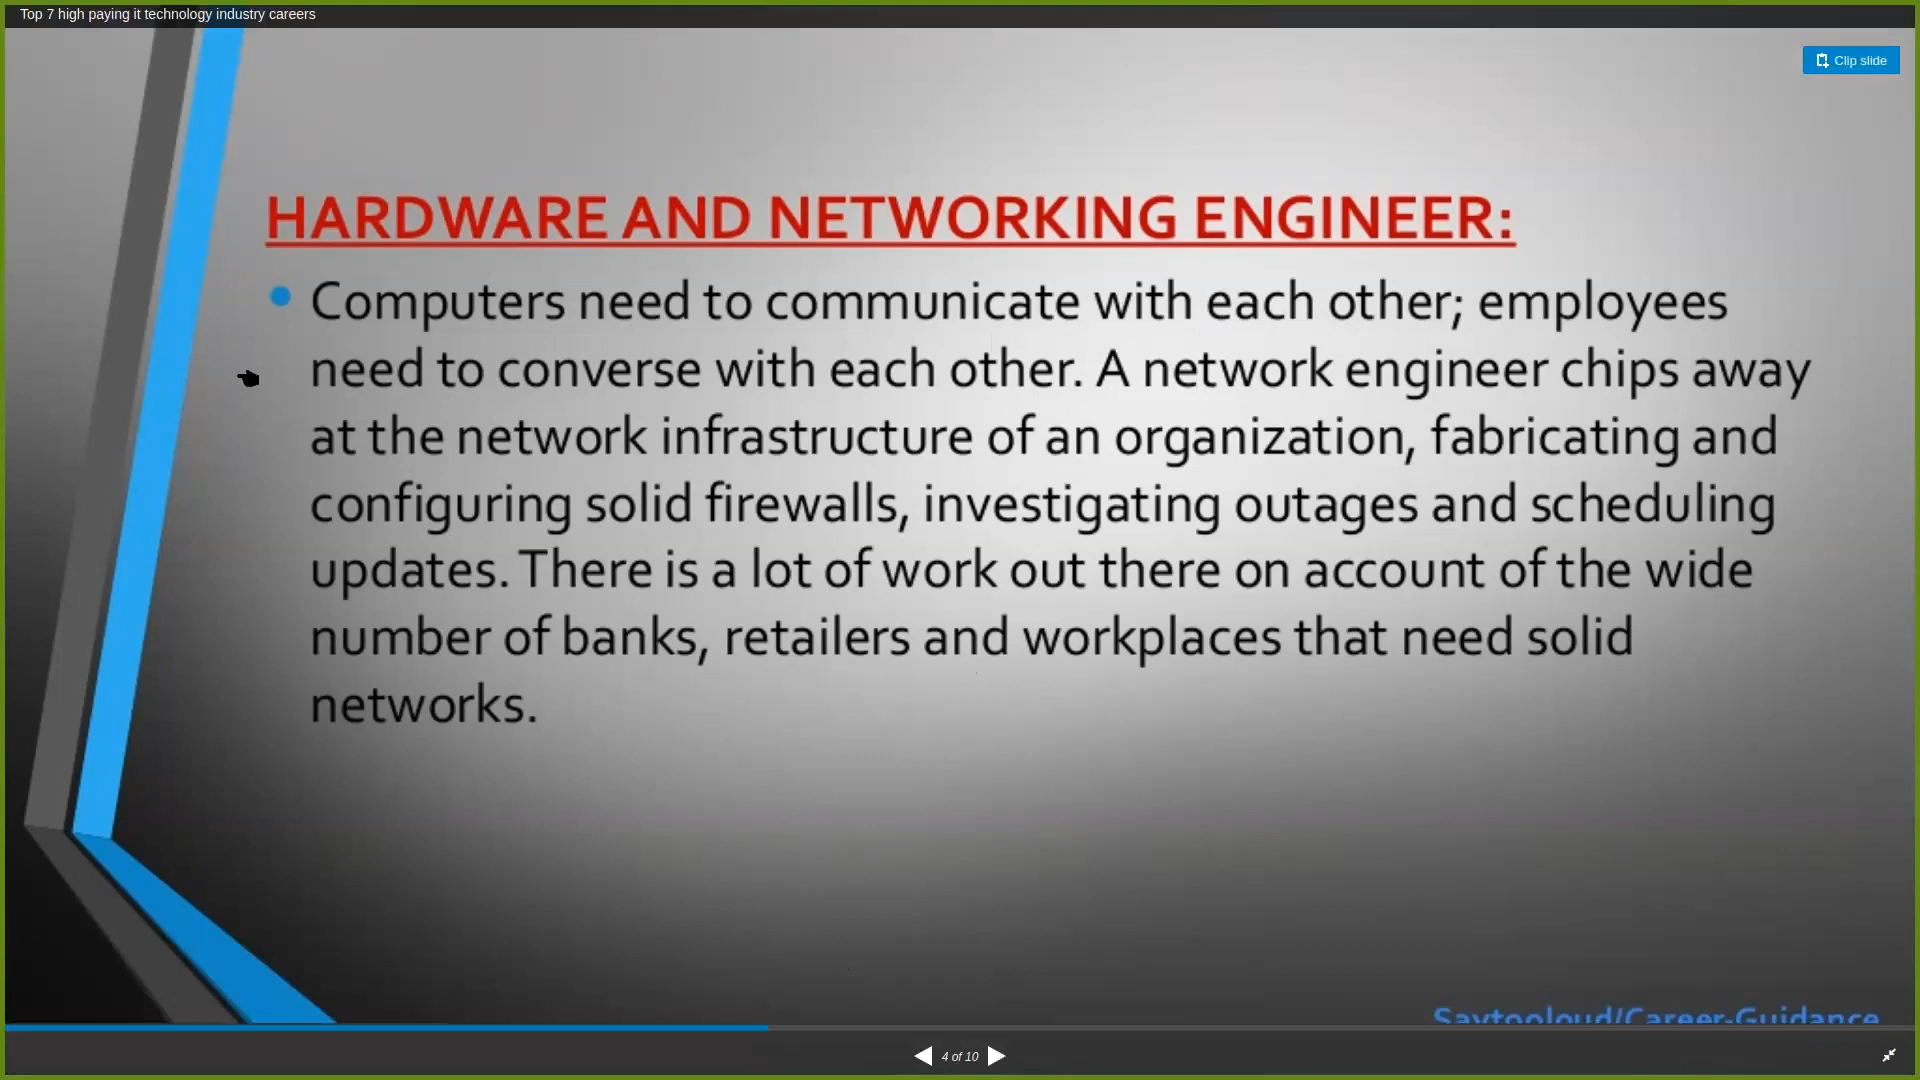 Top 7 high paying it technology industry careers
Clip slide
HARDWARE AND NETWORKING ENGINEER:
Computers need to communicate with each other; employees
need to converse with each other. A network engineer chips away
at the network infrastructure of an organization, fabricating and
configuring solid firewalls, investigating outages and scheduling
updates. There is a lot of work out there on account of the wide
number of banks, retailers and workplaces that need solid
networks.
Saytooloud/Career-Guidance
4 of 10